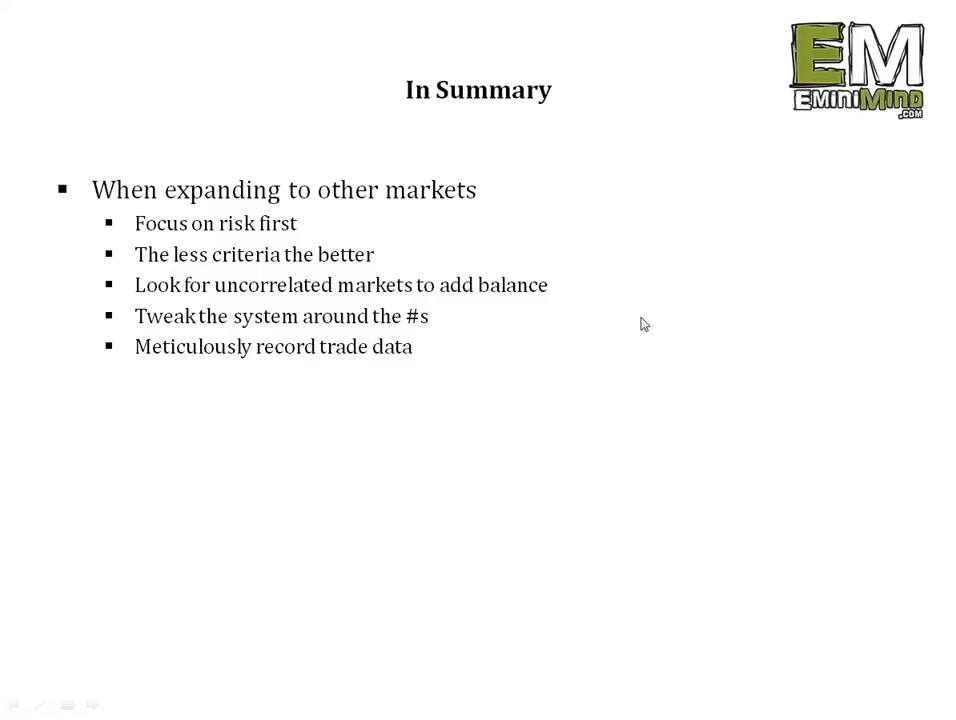 EM
EMiniMind
.com
In Summary
When expanding to other markets
Focus on risk first
The less criteria the better
Look for uncorrelated markets to add balance
Tweak the system around the #s
Meticulously record trade data